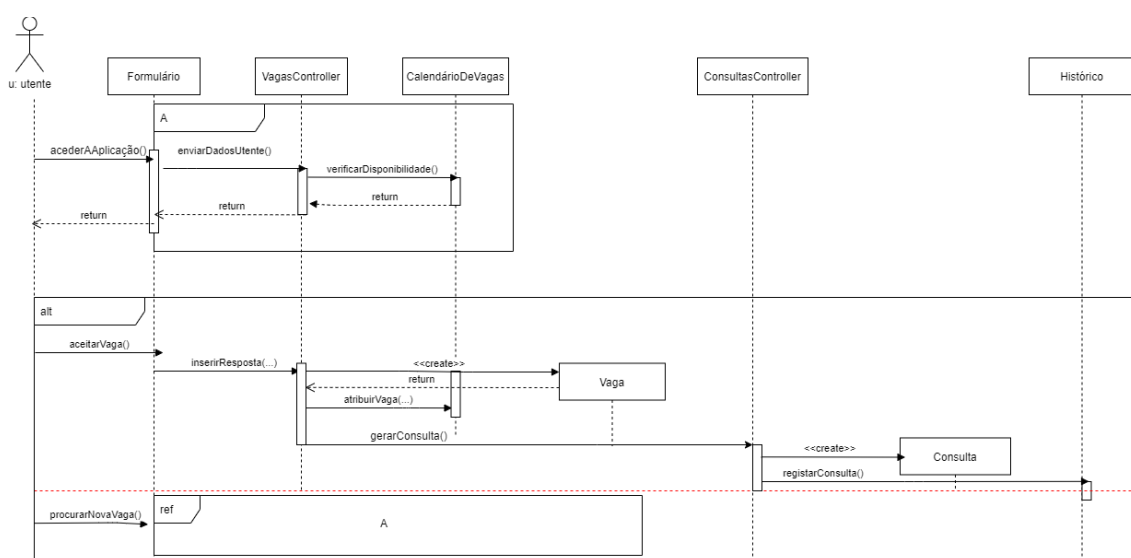 u: utente
Formulário
VagasController
CalendárioDeVagas
ConsultasController
Histórico
A
acederAAplicação()
enviarDadosUtente()
verificarDisponibilidade()
return
return
return
alt
aceitarVaga()
inserirResposta(...)
<<create>>
return
Vaga
atribuirVaga(...)
gerarConsulta()
<<create>>
Consulta
registarConsulta()
procurarNovaVaga()
ref
A